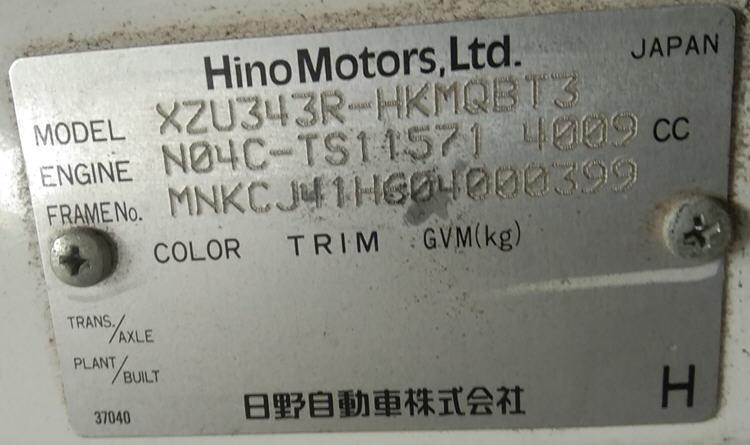 Hino Motors, Ltd. JAPAN
MODEL XZU343R-HKMQBT3
ENGINE N04C-TS11571 4009 CC
FRAME No. MNKCJ41HG04000399
COLOR TRIM GVM(kg)
TRANS./AXLE
PLANT/BUILT
37040 日野自動車株式会社 H